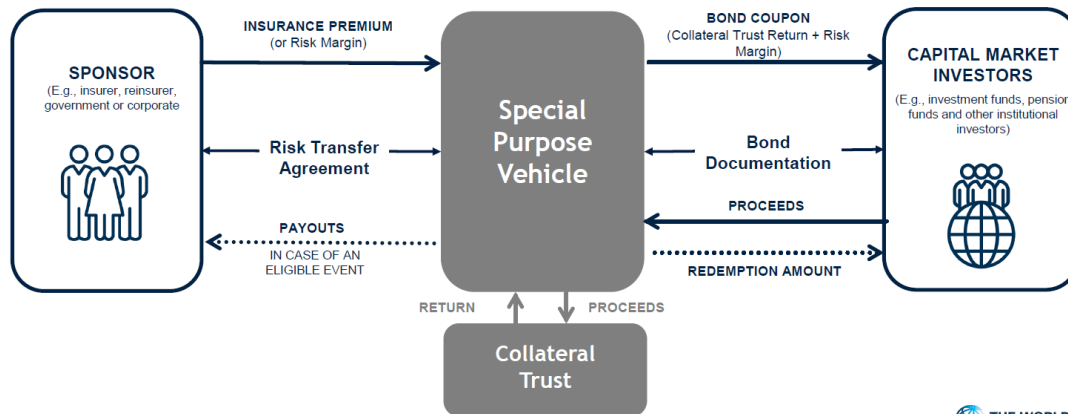 INSURANCE PREMIUM
(or Risk Margin)
BOND COUPON
(Collateral Trust Return + Risk
Margin)
SPONSOR
(E.g., insurer, reinsurer,
government or corporate
CAPITAL MARKET
INVESTORS
(E.g., investment funds, pension
funds and other institutional
investors)
Special
Purpose
Vehicle
Risk Transfer
Agreement
Bond
Documentation
PROCEEDS
PAYOUTS
IN CASE OF AN
ELIGIBLE EVENT
REDEMPTION AMOUNT
RETURN
PROCEEDS
Collateral
Trust
THE WORLD